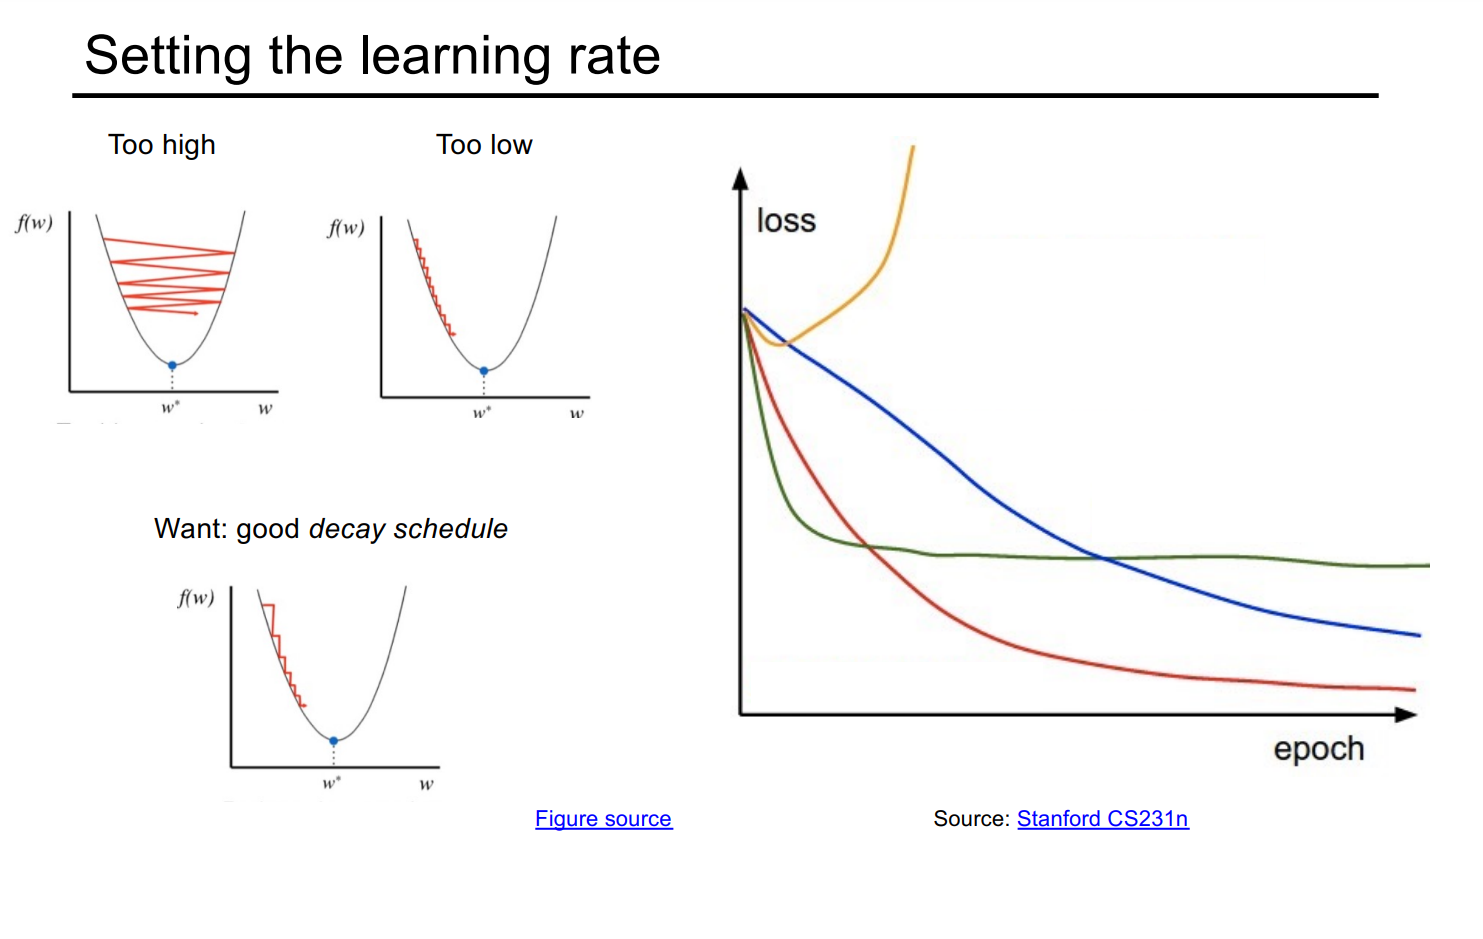 Setting the learning rate
Too high
f(w)
w*
w
Too low
f(w)
w*
w
Want: good decay schedule
f(w)
w*
w
Figure source
loss
epoch
Source: Stanford CS231n